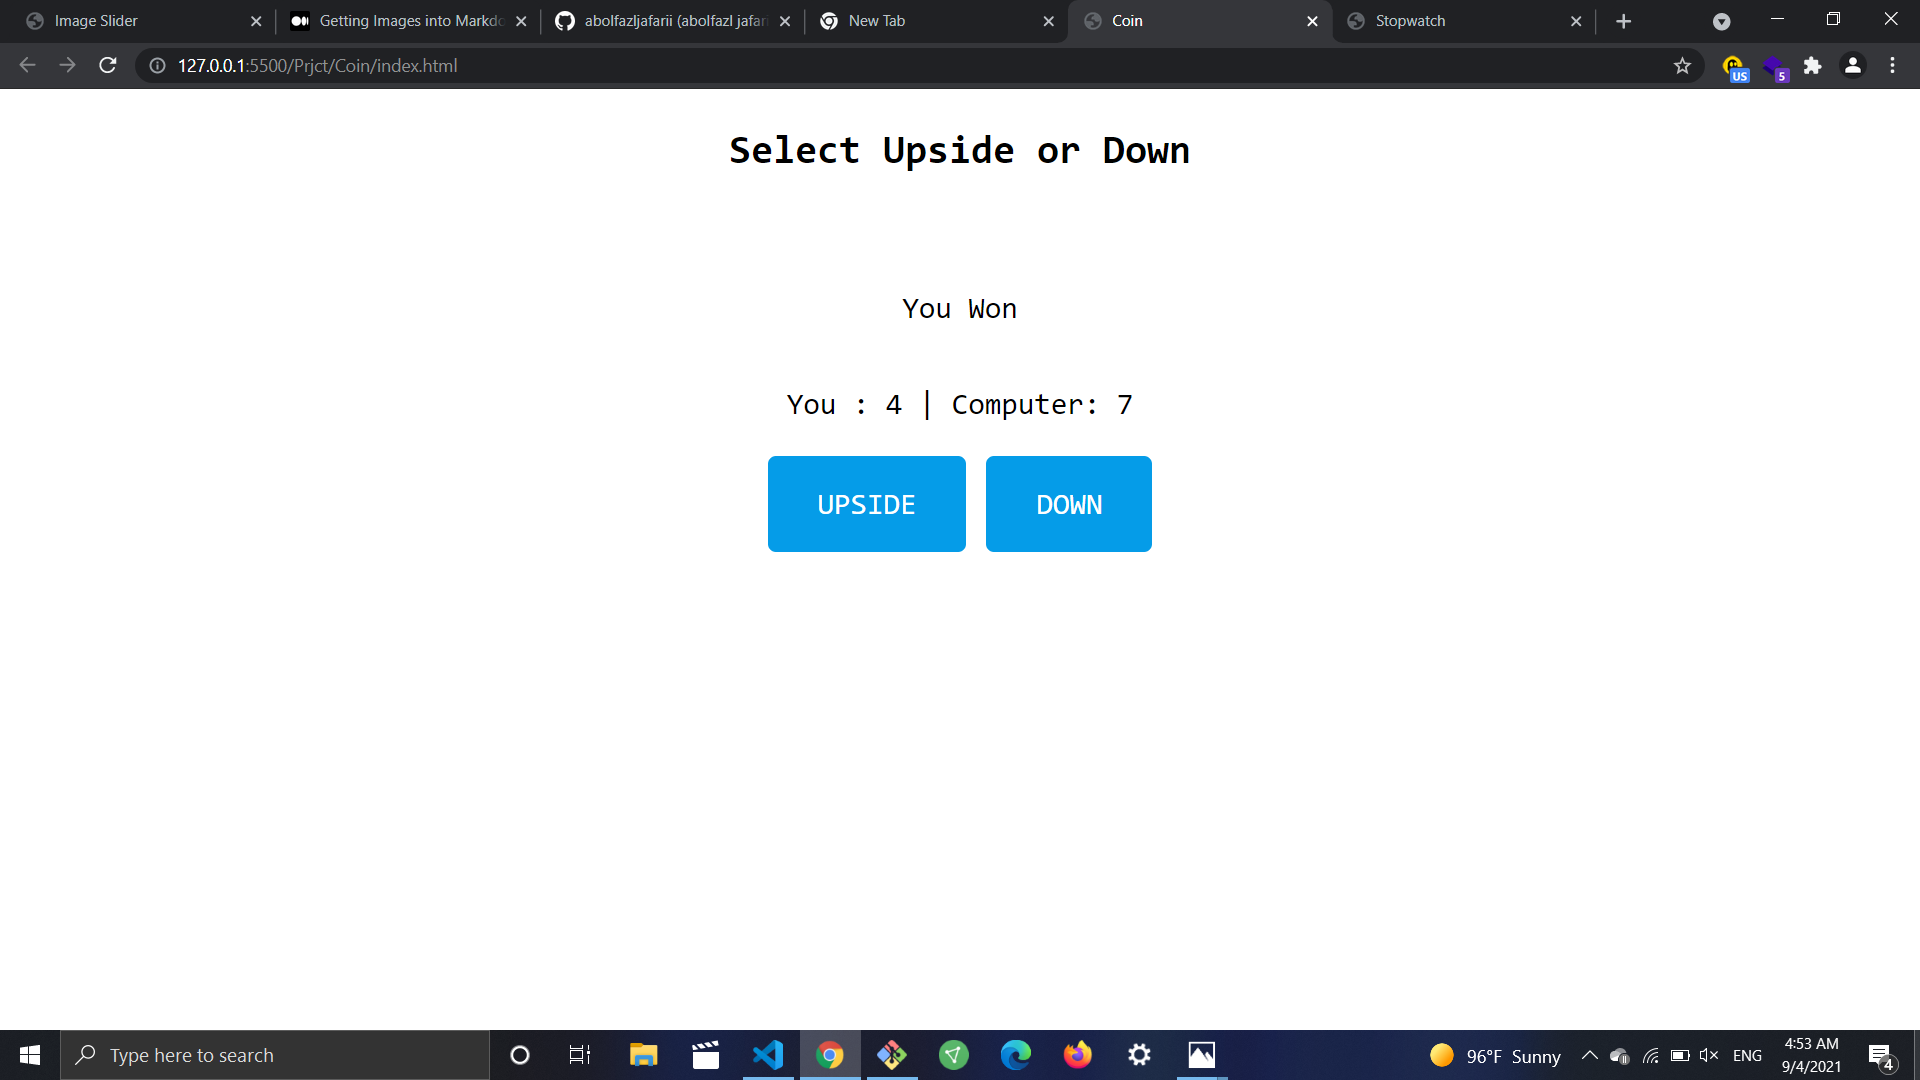 Image Slider
Getting Images into Markdo
abolfazljafarii (abolfazl jafari
New Tab
Coin
Stopwatch
127.0.0.1:5500/Prjct/Coin/index.html
US
5
Select Upside or Down
You Won
You : 4 | Computer: 7
UPSIDE
DOWN
Type here to search
96°F Sunny
ENG
4:53 AM
9/4/2021
4